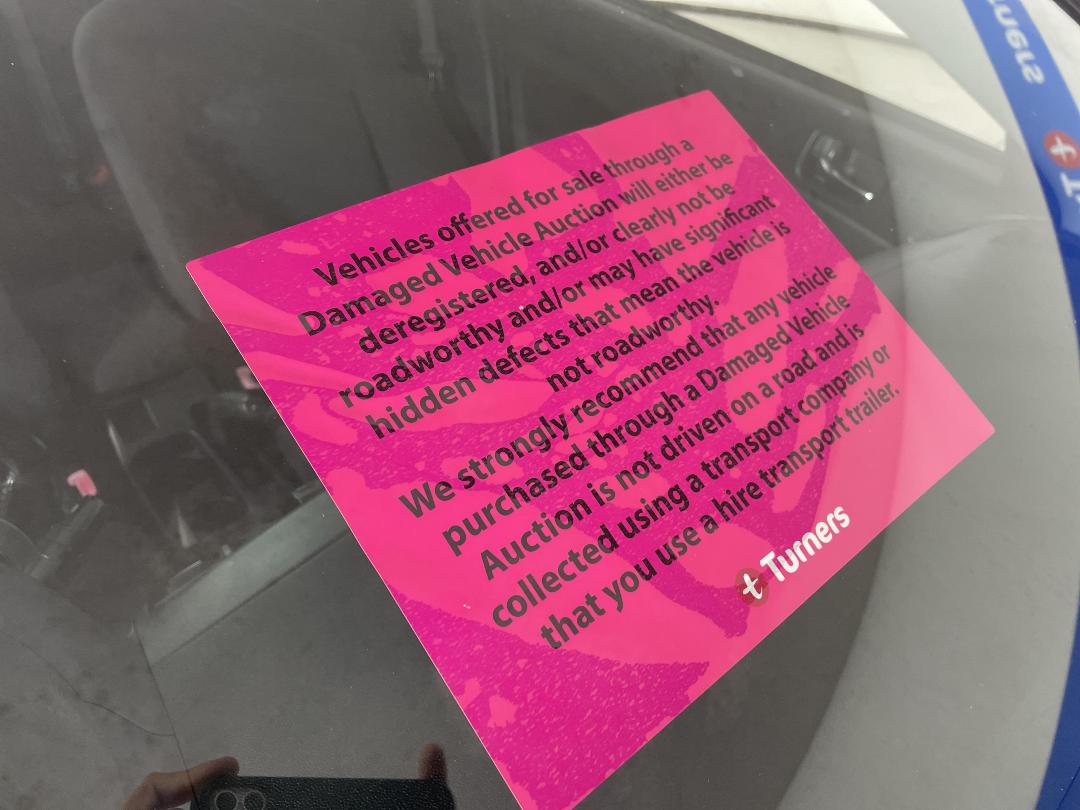 Vehicles offered for sale through a
Damaged Vehicle Auction will either be
deregistered, and/or clearly not be
roadworthy and/or may have significant
hidden defects that mean the vehicle is
not roadworthy.
We strongly recommend that any vehicle
purchased through a Damaged Vehicle
Auction is not driven on a road and is
collected using a transport company or
that you use a hire transport trailer.
t Turners